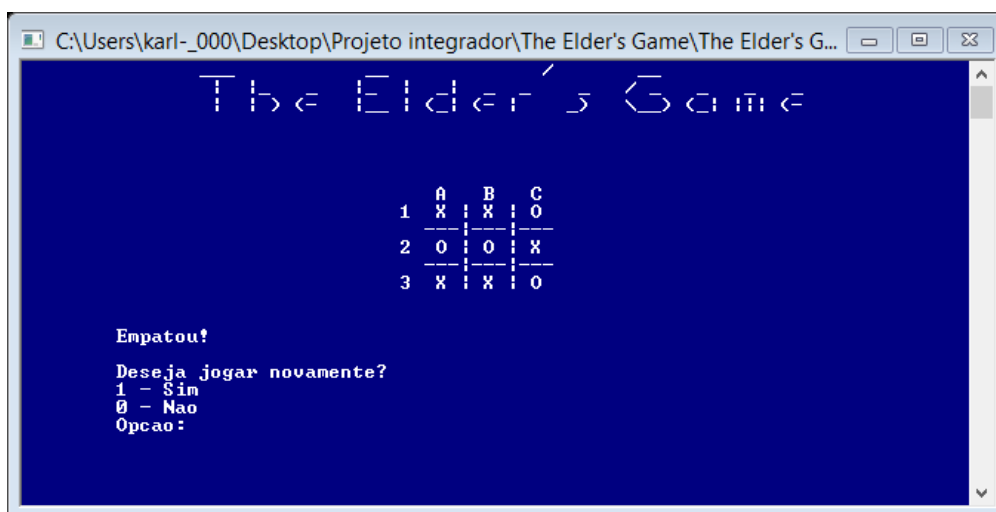 C:\Users\karl-_000\Desktop\Projeto integrador\The Elder's Game\The Elder's G...
The Elder's Game
A B C
1 X ¦ X ¦ O
---¦---¦---
2 O ¦ O ¦ X
---¦---¦---
3 X ¦ X ¦ O
Empatou!
Deseja jogar novamente?
1 - Sim
0 - Nao
Opcao: